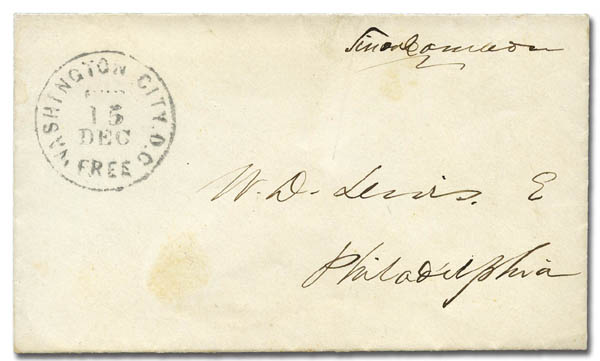 Simon Cameron
WASHINGTON CITY. D.C.
15
DEC
FREE
W. D. Lewis. E
Philadelphia